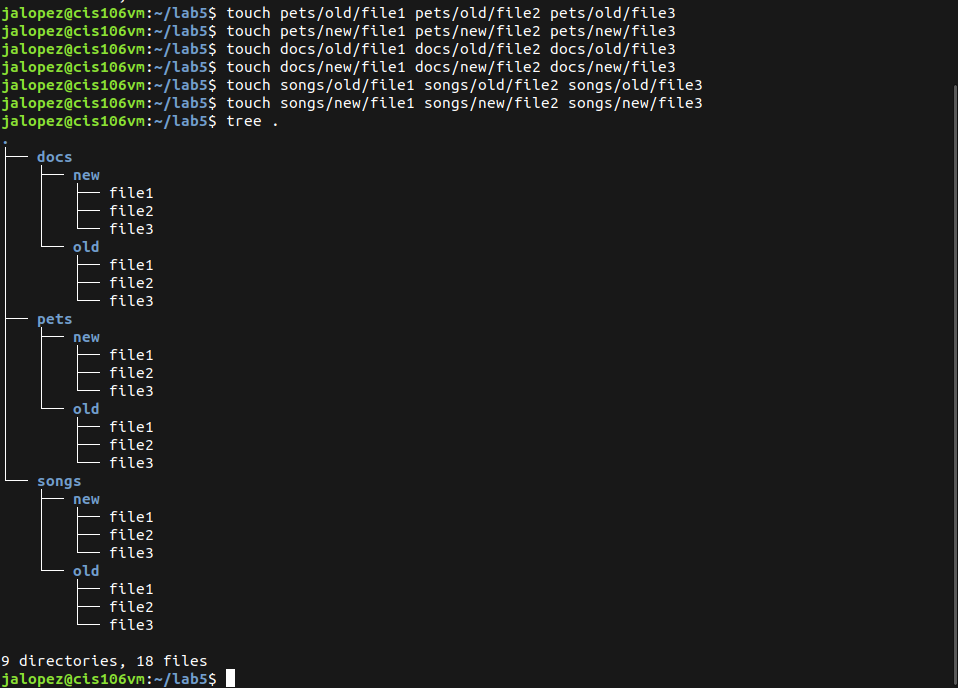 jalopez@cis106vm:~/lab5$ touch pets/old/file1 pets/old/file2 pets/old/file3
jalopez@cis106vm:~/lab5$ touch pets/new/file1 pets/new/file2 pets/new/file3
jalopez@cis106vm:~/lab5$ touch docs/old/file1 docs/old/file2 docs/old/file3
jalopez@cis106vm:~/lab5$ touch docs/new/file1 docs/new/file2 docs/new/file3
jalopez@cis106vm:~/lab5$ touch songs/old/file1 songs/old/file2 songs/old/file3
jalopez@cis106vm:~/lab5$ touch songs/new/file1 songs/new/file2 songs/new/file3
jalopez@cis106vm:~/lab5$ tree .
.
├── docs
│   ├── new
│   │   ├── file1
│   │   ├── file2
│   │   └── file3
│   └── old
│       ├── file1
│       ├── file2
│       └── file3
├── pets
│   ├── new
│   │   ├── file1
│   │   ├── file2
│   │   └── file3
│   └── old
│       ├── file1
│       ├── file2
│       └── file3
└── songs
    ├── new
    │   ├── file1
    │   ├── file2
    │   └── file3
    └── old
        ├── file1
        ├── file2
        └── file3
9 directories, 18 files
jalopez@cis106vm:~/lab5$